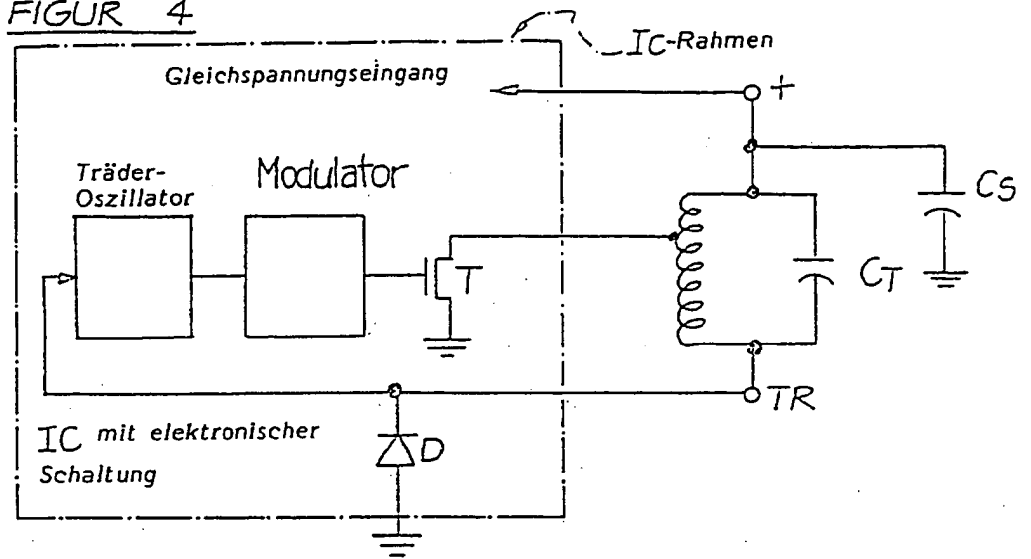 FIGUR 4
IC-Rahmen
Gleichspannungseingang
+
Träder-
Oszillator
Modulator
CS
T
CT
TR
IC mit elektronischer
Schaltung
D